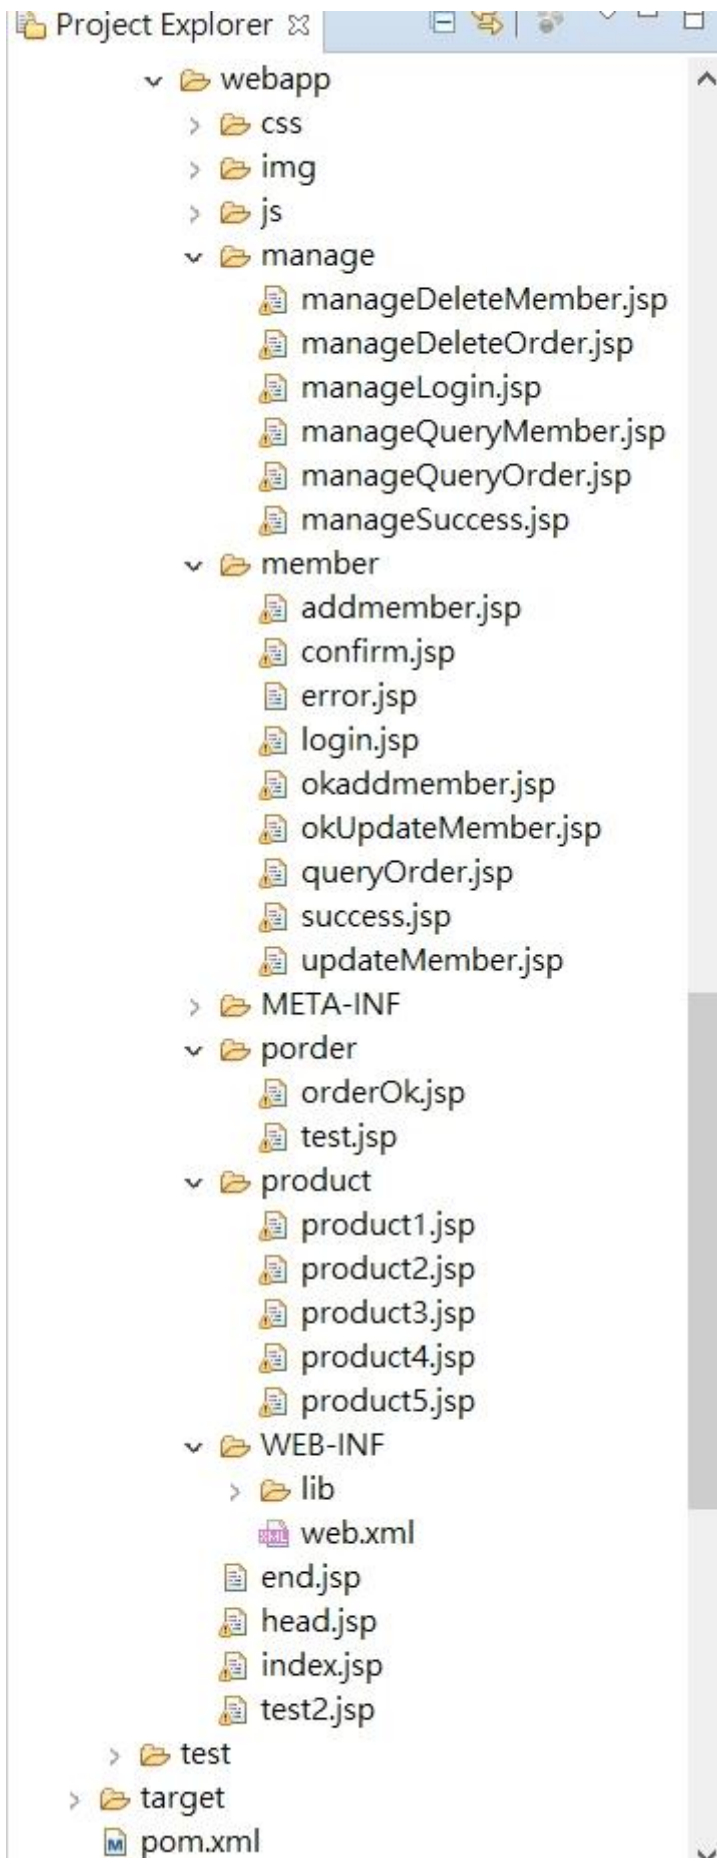 Project Explorer
webapp
css
img
js
manage
manageDeleteMember.jsp
manageDeleteOrder.jsp
manageLogin.jsp
manageQueryMember.jsp
manageQueryOrder.jsp
manageSuccess.jsp
member
addmember.jsp
confirm.jsp
error.jsp
login.jsp
okaddmember.jsp
okUpdateMember.jsp
queryOrder.jsp
success.jsp
updateMember.jsp
META-INF
porder
orderOk.jsp
test.jsp
product
product1.jsp
product2.jsp
product3.jsp
product4.jsp
product5.jsp
WEB-INF
lib
web.xml
end.jsp
head.jsp
index.jsp
test2.jsp
test
target
pom.xml